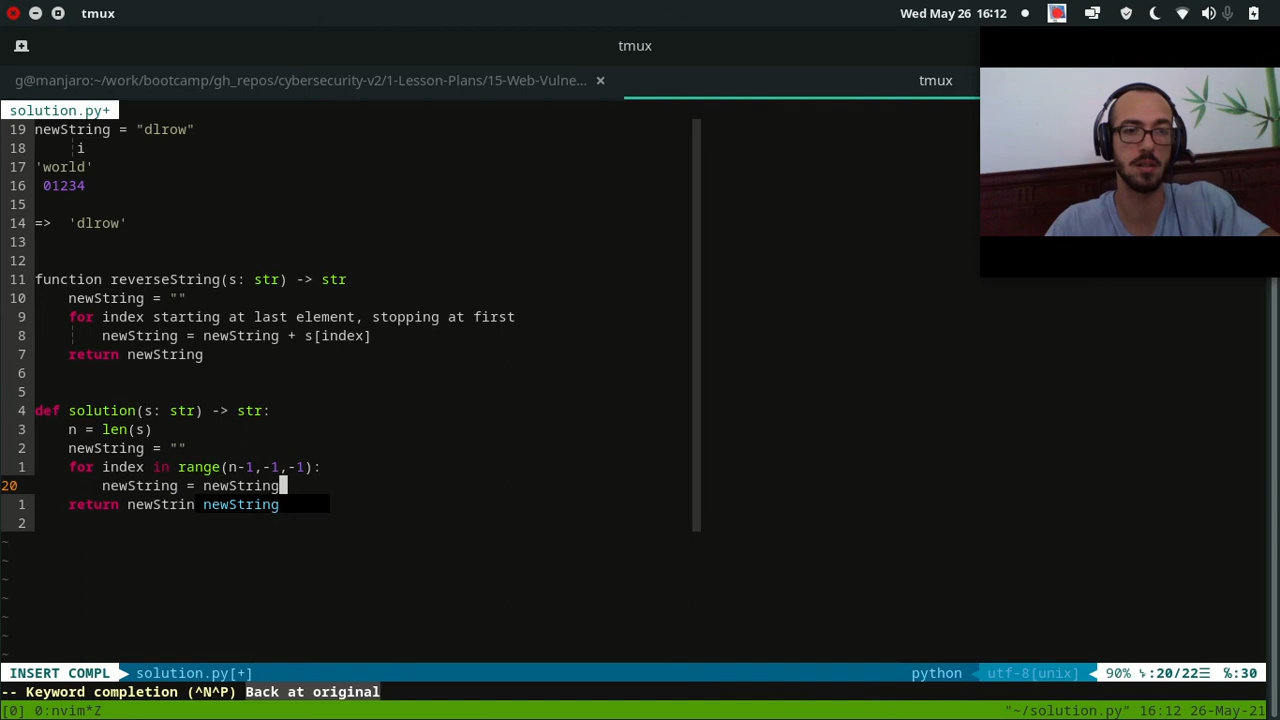 tmux
Wed May 26 16:12
tmux
g@manjaro:~/work/bootcamp/gh_repos/cybersecurity-v2/1-Lesson-Plans/15-Web-Vulne... ×
tmux
solution.py+
19 newString = "dlrow"
18 i
17 'world'
16 01234
15
14 => 'dlrow'
13
12
11 function reverseString(s: str) -> str
10 newString = ""
9 for index starting at last element, stopping at first
8 newString = newString + s[index]
7 return newString
6
5
4 def solution(s: str) -> str:
3 n = len(s)
2 newString = ""
1 for index in range(n-1,-1,-1):
20 newString = newString
1 return newStrin newString
2
~
~
~
~
~
~
~
INSERT COMPL solution.py[+] python utf-8[unix] 90% :20/22☰ ℅:30
-- Keyword completion (^N^P) Back at original
[0] 0:nvim*Z "~/solution.py" 16:12 26-May-21